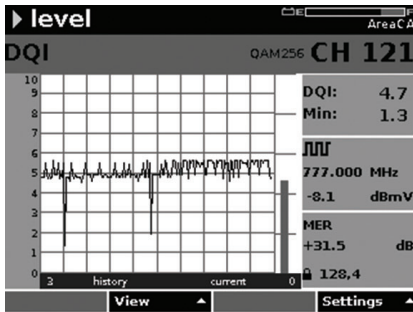 level
E F
AreaCA
DQI
QAM256 CH 121
10
9
8
7
6
5
4
3
2
1
0
3 history current 0
DQI: 4.7
Min: 1.3
777.000 MHz
-8.1 dBmV
MER
+31.5 dB
128,4
View
Settings